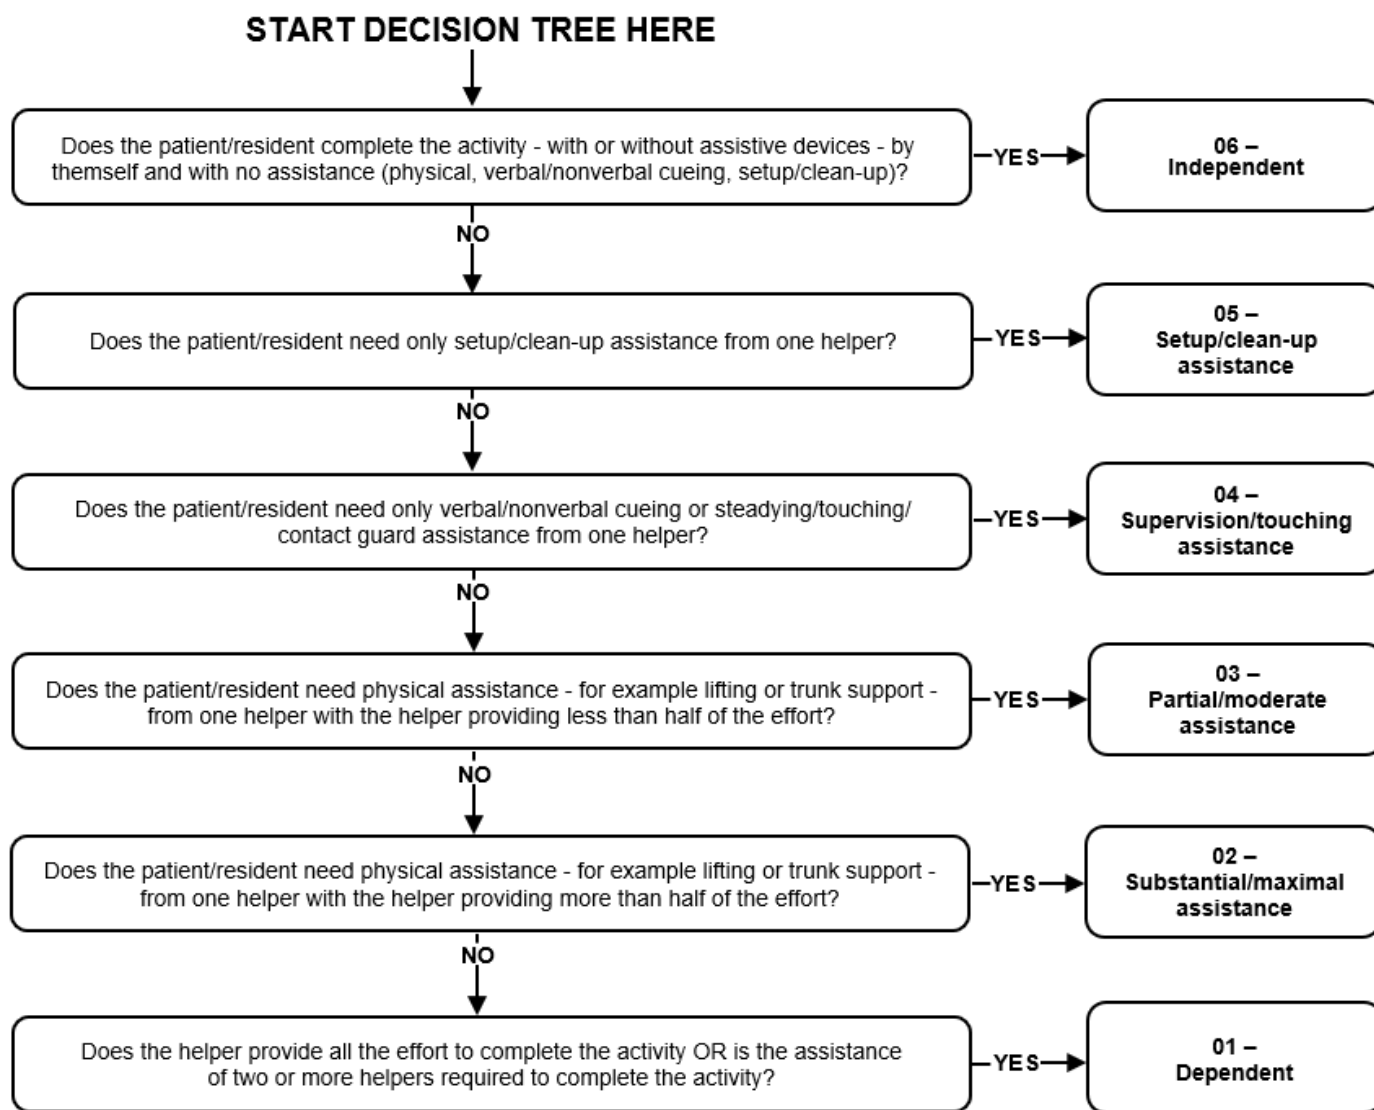 START DECISION TREE HERE
Does the patient/resident complete the activity - with or without assistive devices - by
themself and with no assistance (physical, verbal/nonverbal cueing, setup/clean-up)?
YES
06 –
Independent
NO
Does the patient/resident need only setup/clean-up assistance from one helper?
YES
05 –
Setup/clean-up
assistance
NO
Does the patient/resident need only verbal/nonverbal cueing or steadying/touching/
contact guard assistance from one helper?
YES
04 –
Supervision/touching
assistance
NO
Does the patient/resident need physical assistance - for example lifting or trunk support -
from one helper with the helper providing less than half of the effort?
YES
03 –
Partial/moderate
assistance
NO
Does the patient/resident need physical assistance - for example lifting or trunk support -
from one helper with the helper providing more than half of the effort?
YES
02 –
Substantial/maximal
assistance
NO
Does the helper provide all the effort to complete the activity OR is the assistance
of two or more helpers required to complete the activity?
YES
01 –
Dependent